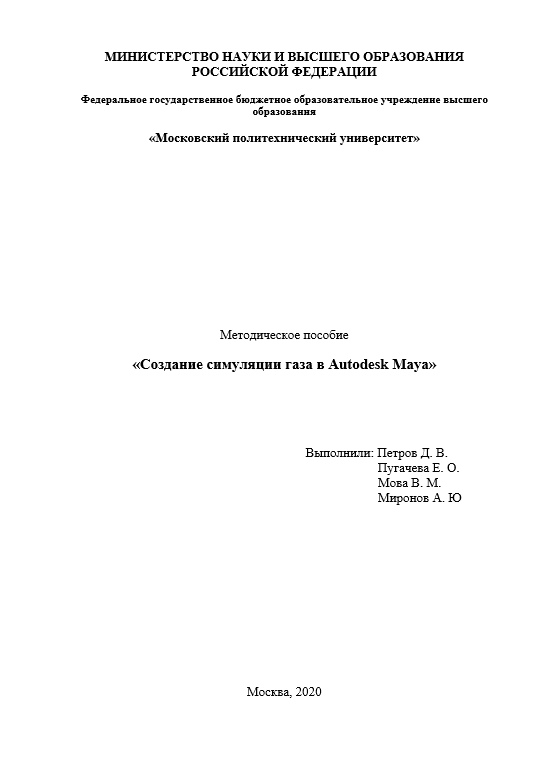 МИНИСТЕРСТВО НАУКИ И ВЫСШЕГО ОБРАЗОВАНИЯ
РОССИЙСКОЙ ФЕДЕРАЦИИ
Федеральное государственное бюджетное образовательное учреждение высшего
образования
«Московский политехнический университет»
Методическое пособие
«Создание симуляции газа в Autodesk Maya»
Выполнили: Петров Д. В.
Пугачева Е. О.
Мова В. М.
Миронов А. Ю
Москва, 2020